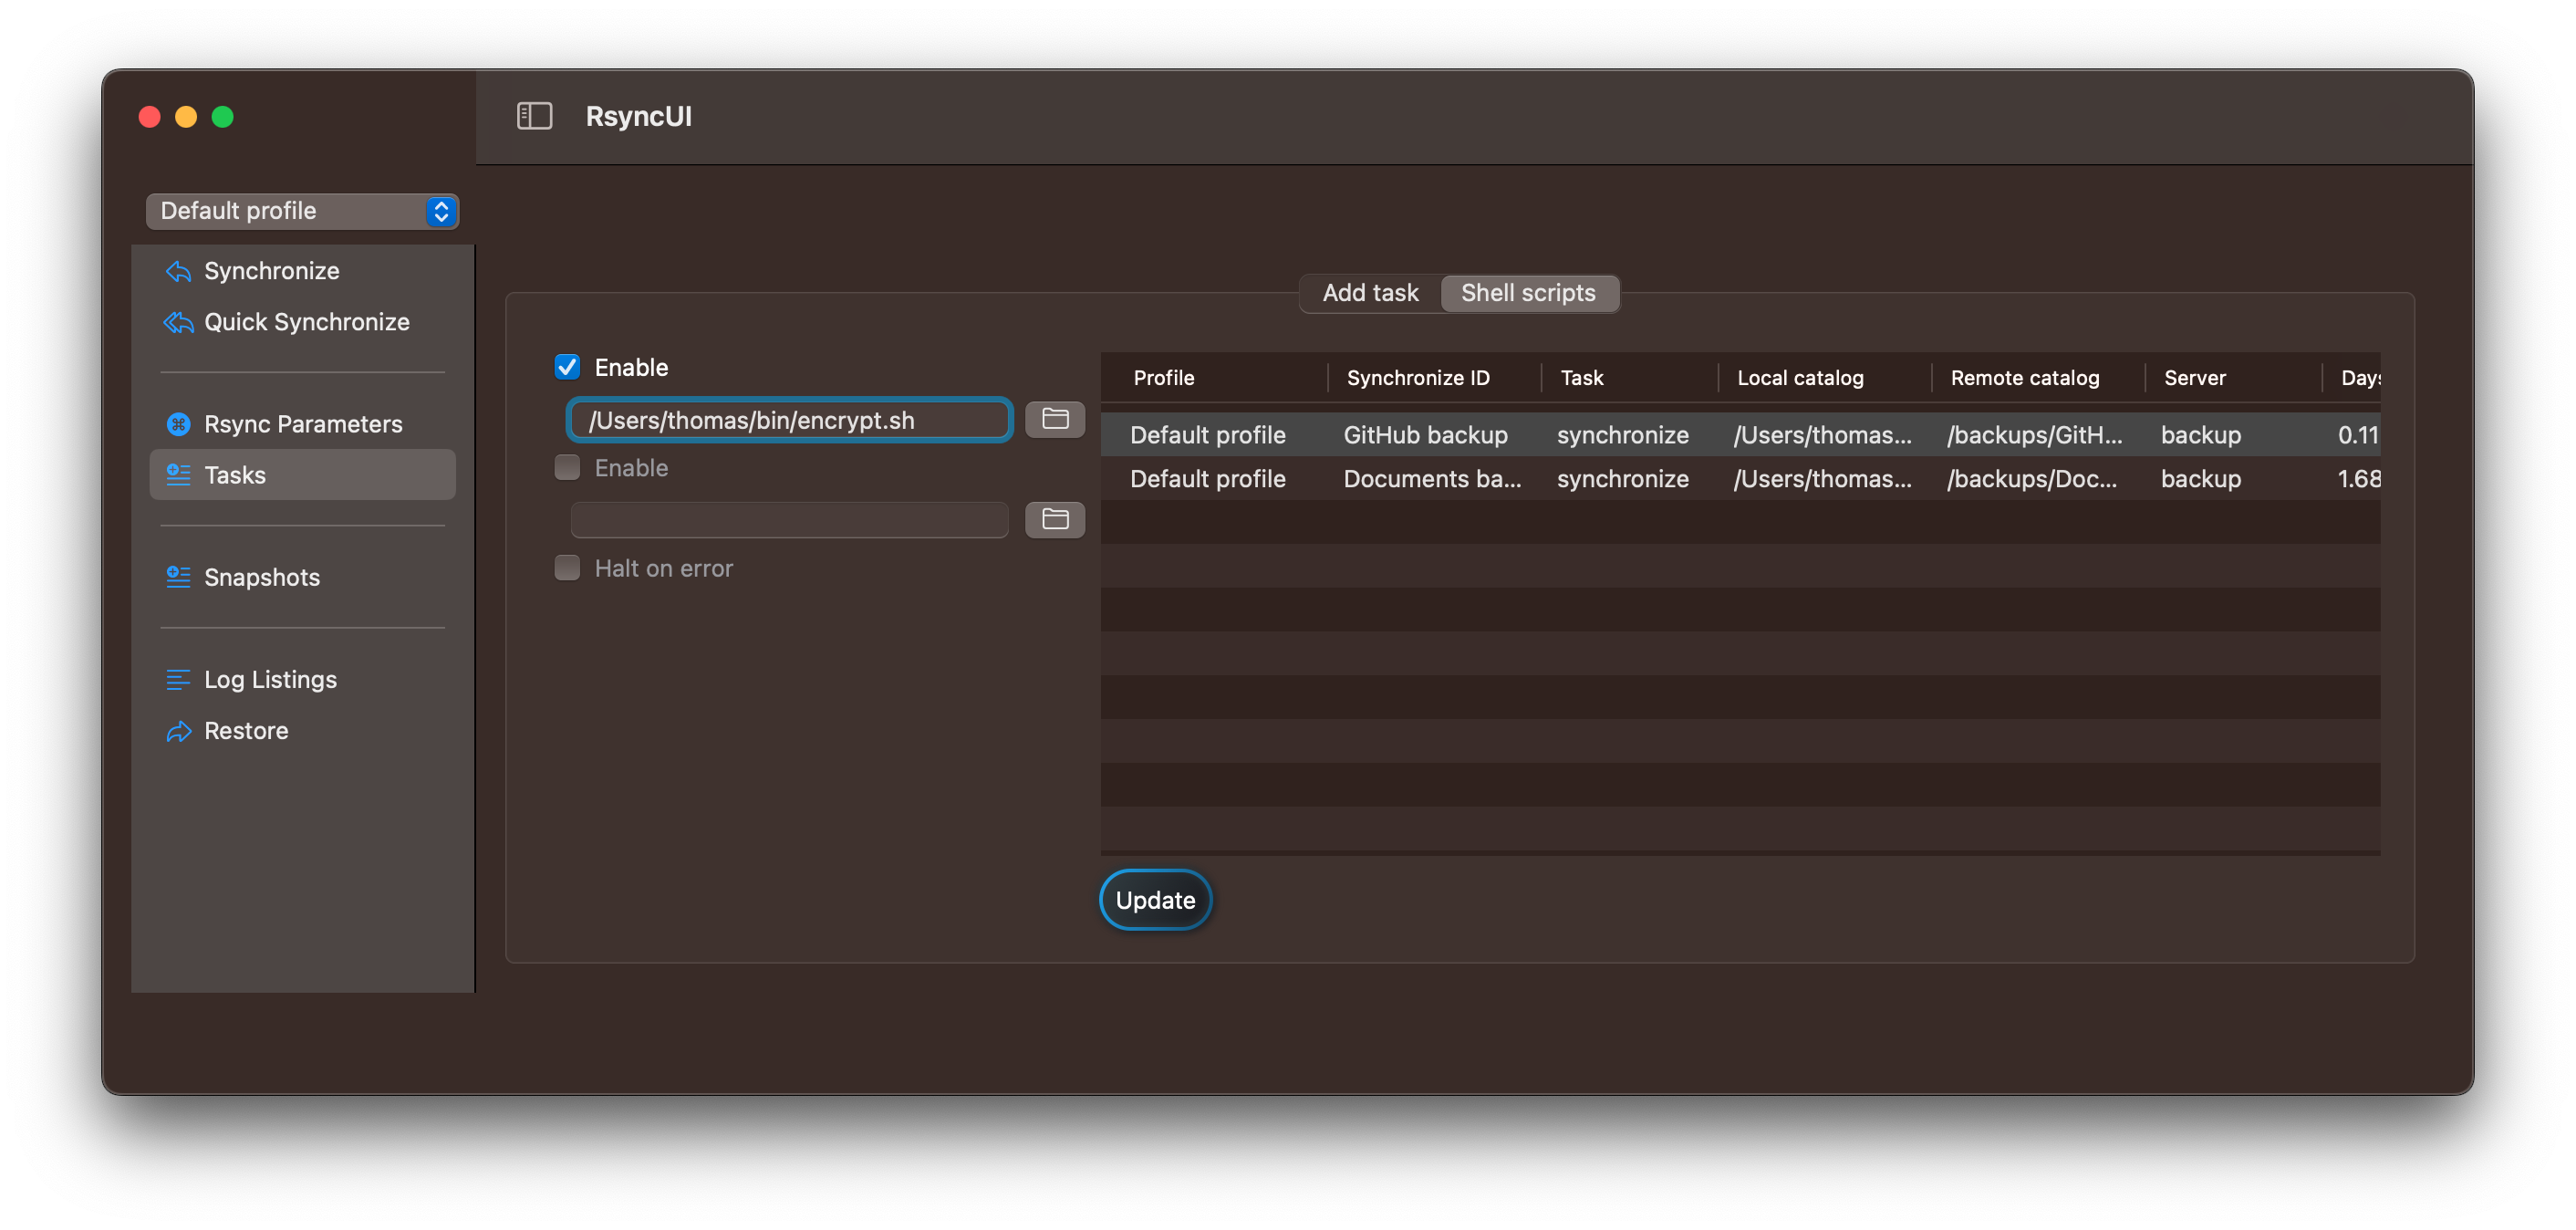 RsyncUI
Default profile
Synchronize
Quick Synchronize
Rsync Parameters
Tasks
Snapshots
Log Listings
Restore
Add task Shell scripts
Enable
/Users/thomas/bin/encrypt.sh
Enable
Halt on error
Profile Synchronize ID Task Local catalog Remote catalog Server Days
Default profile GitHub backup synchronize /Users/thomas... /backups/GitH... backup 0.11
Default profile Documents ba... synchronize /Users/thomas... /backups/Doc... backup 1.68
Update